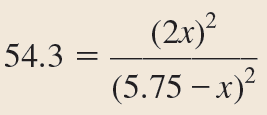 54.3 = (2x)² / (5.75 − x)²